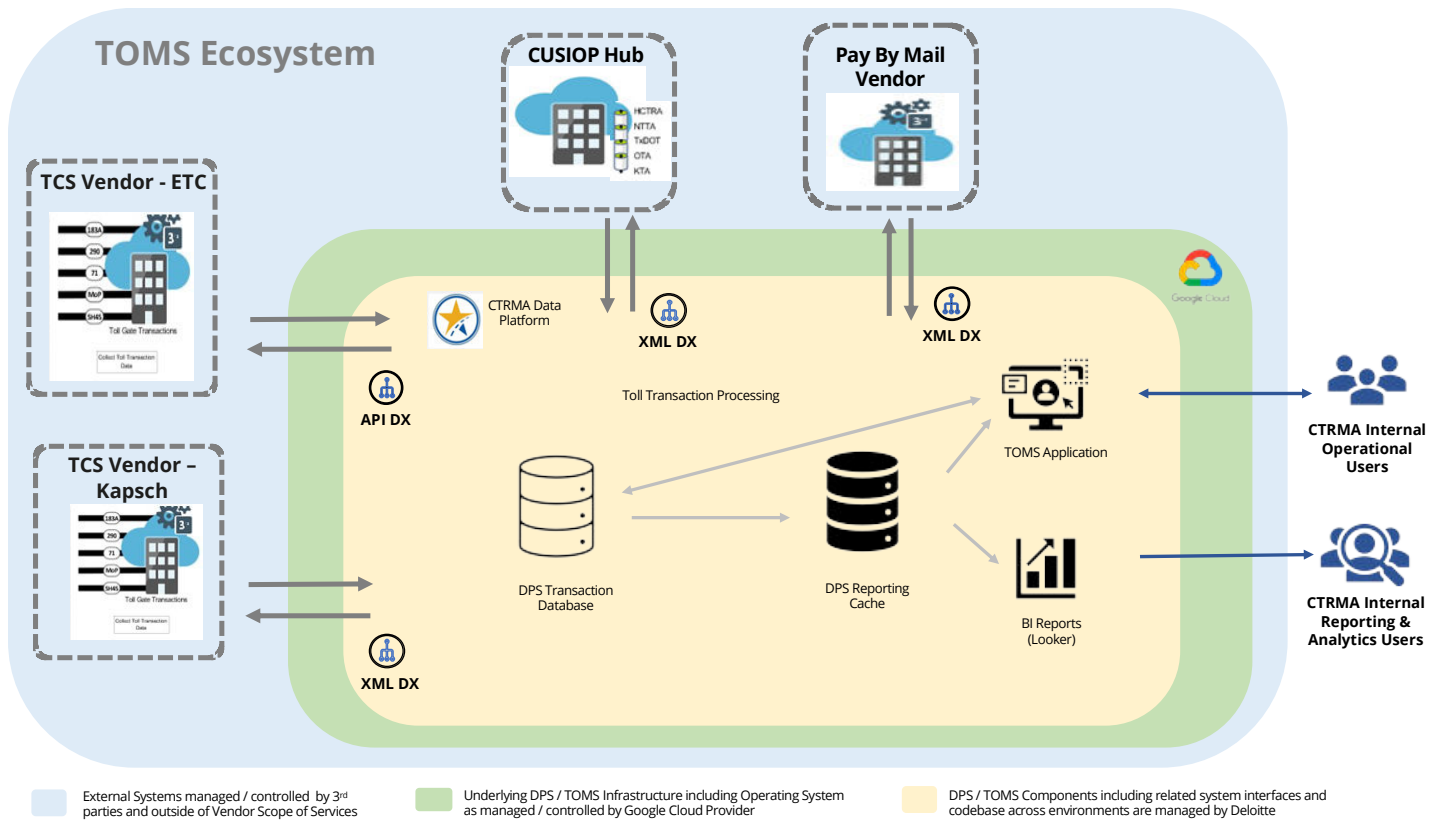 TOMS Ecosystem
CUSIOP Hub
HCTRA
NTTA
TxDOT
OTA
KTA
Pay By Mail
Vendor
3rd
TCS Vendor - ETC
183A
290
71
MoP
SH45
Toll Gate Transactions
Collect Toll Transaction
Data
TCS Vendor –
Kapsch
183A
290
71
MoP
SH45
Toll Gate Transactions
Collect Toll Transaction
Data
Google Cloud
CTRMA Data
Platform
XML DX
XML DX
API DX
XML DX
Toll Transaction Processing
TOMS Application
DPS Transaction
Database
DPS Reporting
Cache
BI Reports
(Looker)
CTRMA Internal
Operational
Users
CTRMA Internal
Reporting &
Analytics Users
External Systems managed / controlled by 3rd
parties and outside of Vendor Scope of Services
Underlying DPS / TOMS Infrastructure including Operating System
as managed / controlled by Google Cloud Provider
DPS / TOMS Components including related system interfaces and
codebase across environments are managed by Deloitte